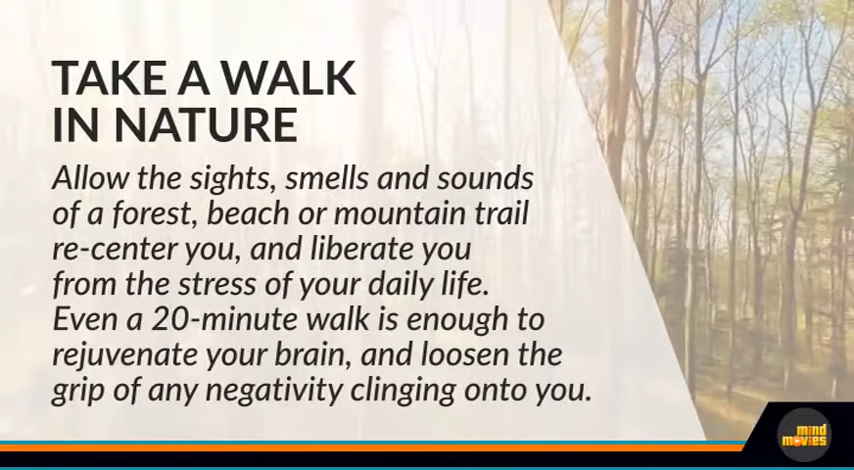 TAKE A WALK
IN NATURE
Allow the sights, smells and sounds
of a forest, beach or mountain trail
re-center you, and liberate you
from the stress of your daily life.
Even a 20-minute walk is enough to
rejuvenate your brain, and loosen the
grip of any negativity clinging onto you.
mind
movies